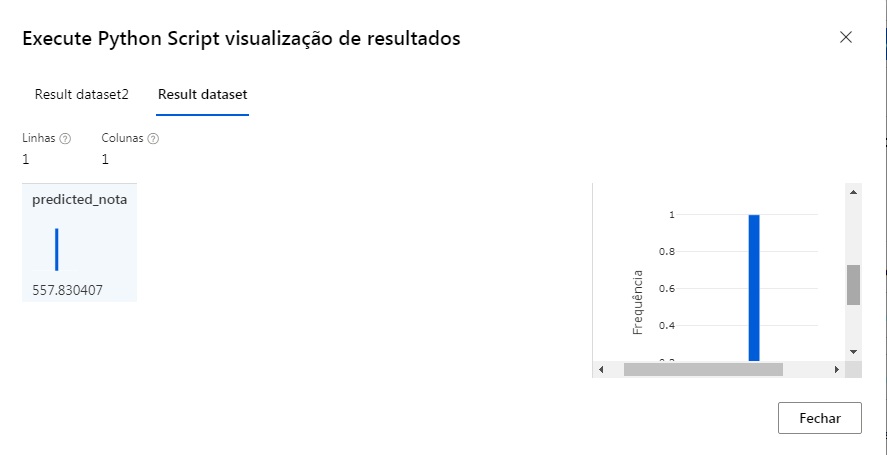 Execute Python Script visualização de resultados
Result dataset2
Result dataset
Linhas
Colunas
1
1
predicted_nota
557.830407
1
0.8
0.6
0.4
Frequência
Fechar